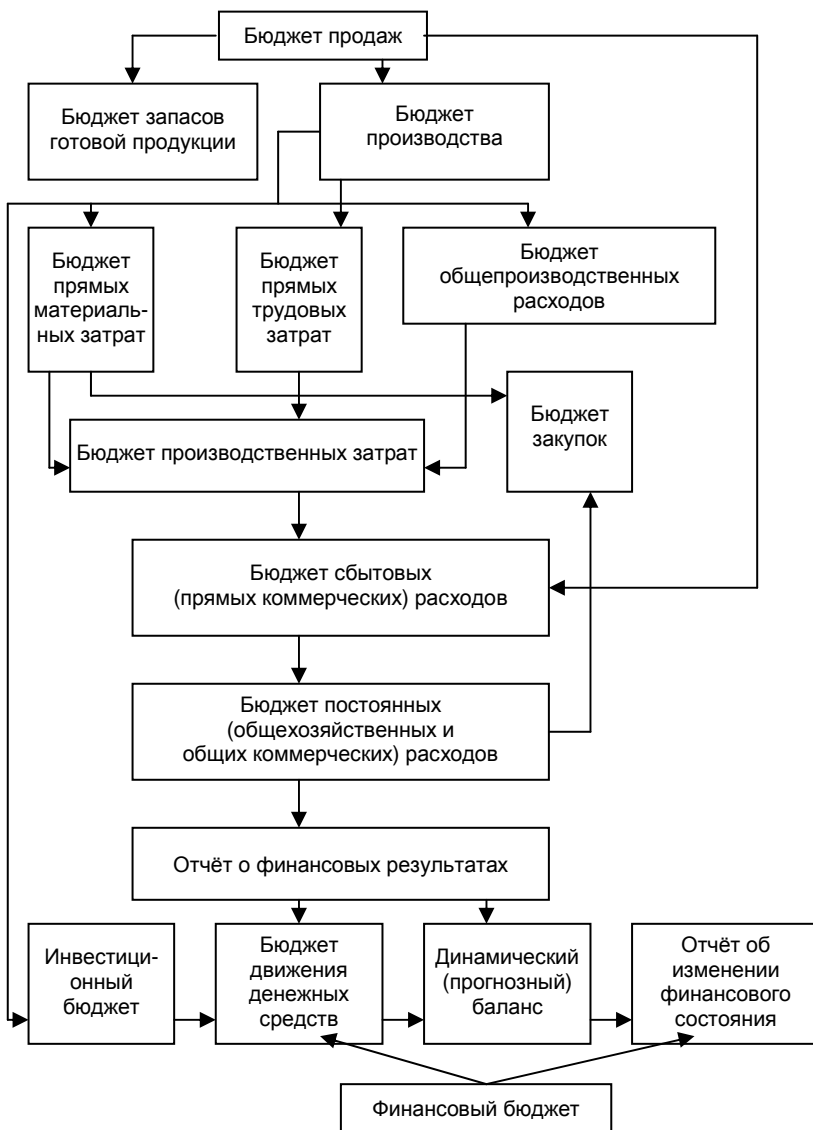 Бюджет продаж
Бюджет запасов
готовой продукции
Бюджет
производства
Бюджет
прямых
материаль-
ных затрат
Бюджет
прямых
трудовых
затрат
Бюджет
общепроизводственных
расходов
Бюджет
закупок
Бюджет производственных затрат
Бюджет сбытовых
(прямых коммерческих) расходов
Бюджет постоянных
(общехозяйственных и
общих коммерческих) расходов
Отчёт о финансовых результатах
Инвестици-
онный
бюджет
Бюджет
движения
денежных
средств
Динамический
(прогнозный)
баланс
Отчёт об
изменении
финансового
состояния
Финансовый бюджет